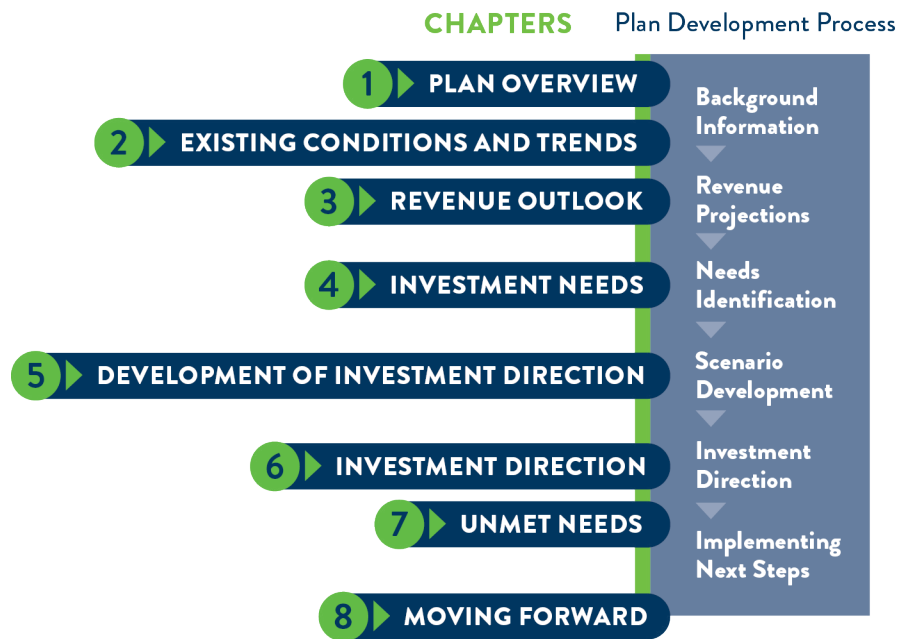 CHAPTERS
Plan Development Process
1 PLAN OVERVIEW
2 EXISTING CONDITIONS AND TRENDS
3 REVENUE OUTLOOK
4 INVESTMENT NEEDS
5 DEVELOPMENT OF INVESTMENT DIRECTION
6 INVESTMENT DIRECTION
7 UNMET NEEDS
8 MOVING FORWARD
Background
Information
Revenue
Projections
Needs
Identification
Scenario
Development
Investment
Direction
Implementing
Next Steps